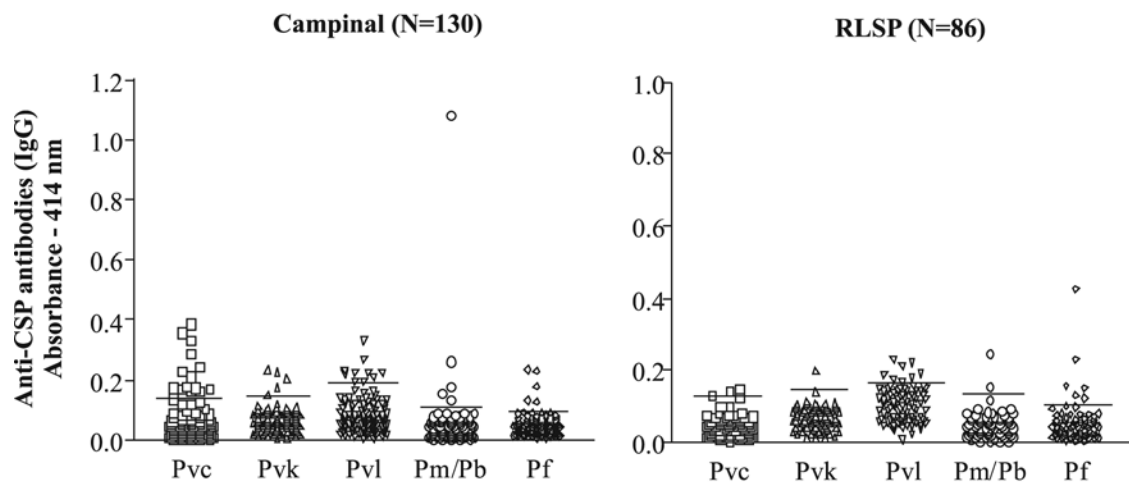 Campinal (N=130)
RLSP (N=86)
Anti-CSP antibodies (IgG)
Absorbance - 414 nm
1.2
1.0
0.8
0.6
0.4
0.2
0.0
Pvc Pvk Pvl Pm/Pb Pf
1.0
0.8
0.6
0.4
0.2
0.0
Pvc Pvk Pvl Pm/Pb Pf